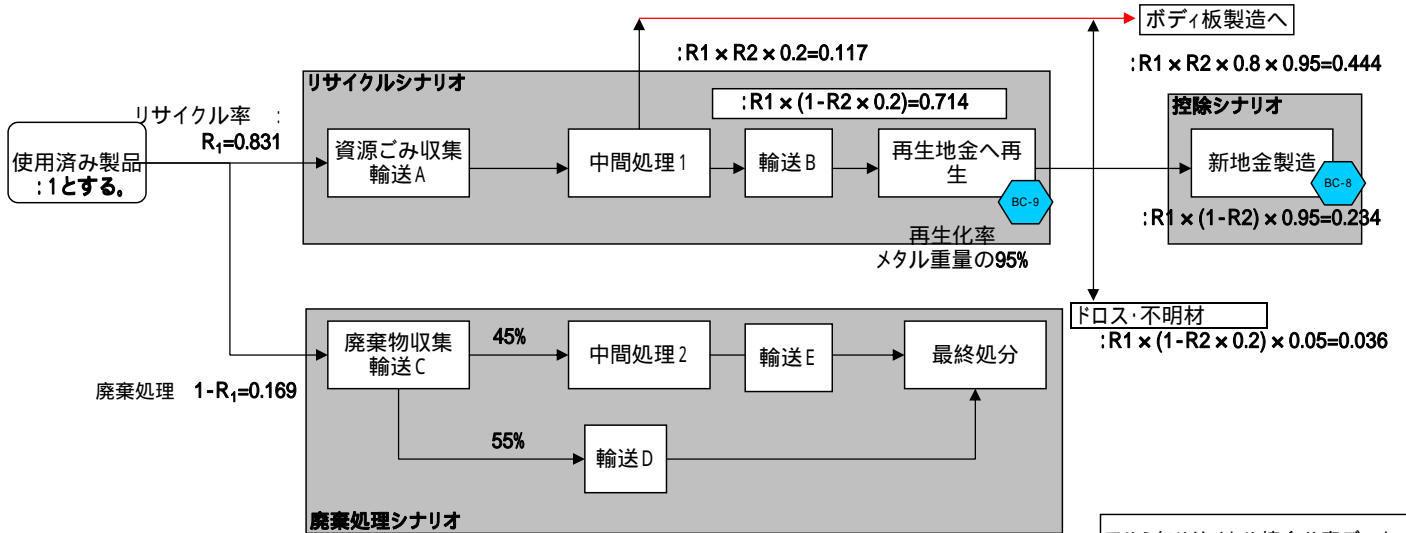 ボディ板製造へ
:R1×R2×0.2=0.117
:R1×R2×0.8×0.95=0.444
リサイクルシナリオ
:R1×(1-R2×0.2)=0.714
控除シナリオ
リサイクル率 :
R₁=0.831
使用済み製品
:1とする。
資源ごみ収集
輸送A
中間処理1
輸送B
再生地金へ再
生
BC-9
新地金製造
BC-8
:R1×(1-R2)×0.95=0.234
再生化率
メタル重量の95%
ドロス・不明材
:R1×(1-R2×0.2)×0.05=0.036
廃棄物収集
輸送C
45%
中間処理2
輸送E
最終処分
廃棄処理 1-R₁=0.169
55%
輸送D
廃棄処理シナリオ